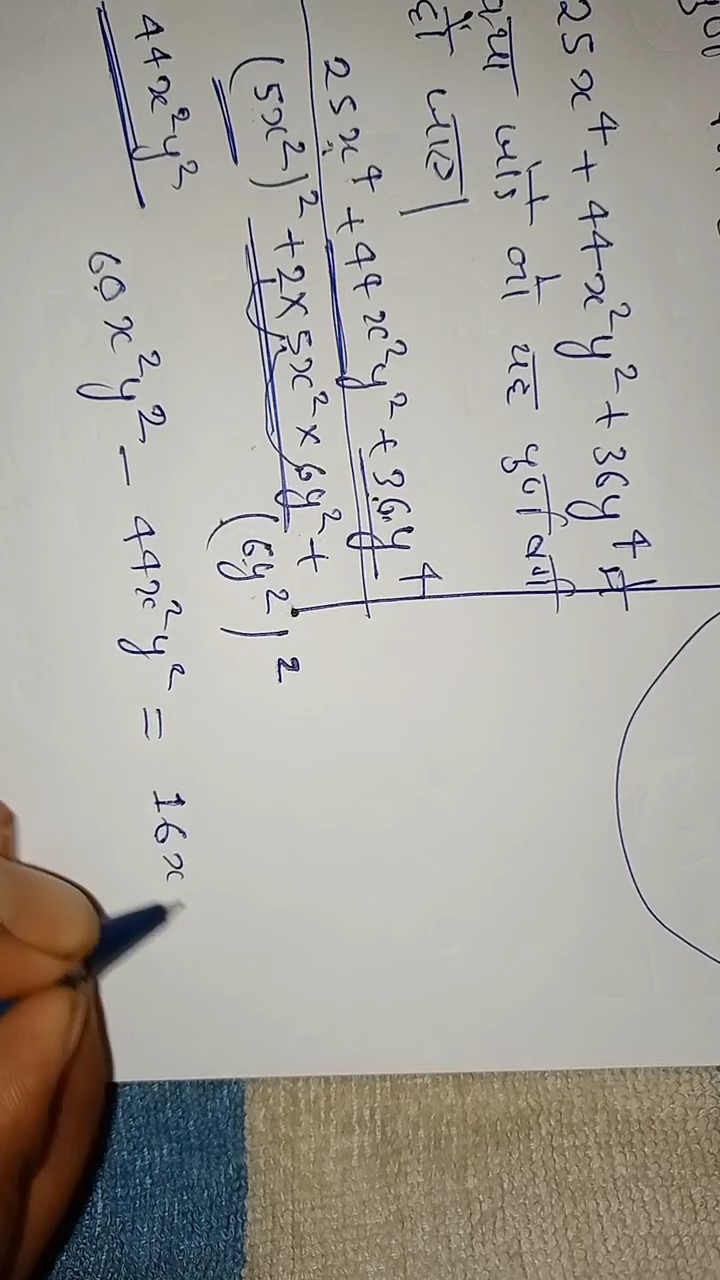 25x⁴ + 44x²y² + 36y⁴ में
क्या जोड़ें जो यह पूर्ण वर्ग
हो जाए।
25x⁴ + 44x²y² + 36y⁴
(5x²)² + 2 × 5x² × 6y² +
(6y²)²
44x²y²
60x²y² - 44x²y² = 16x